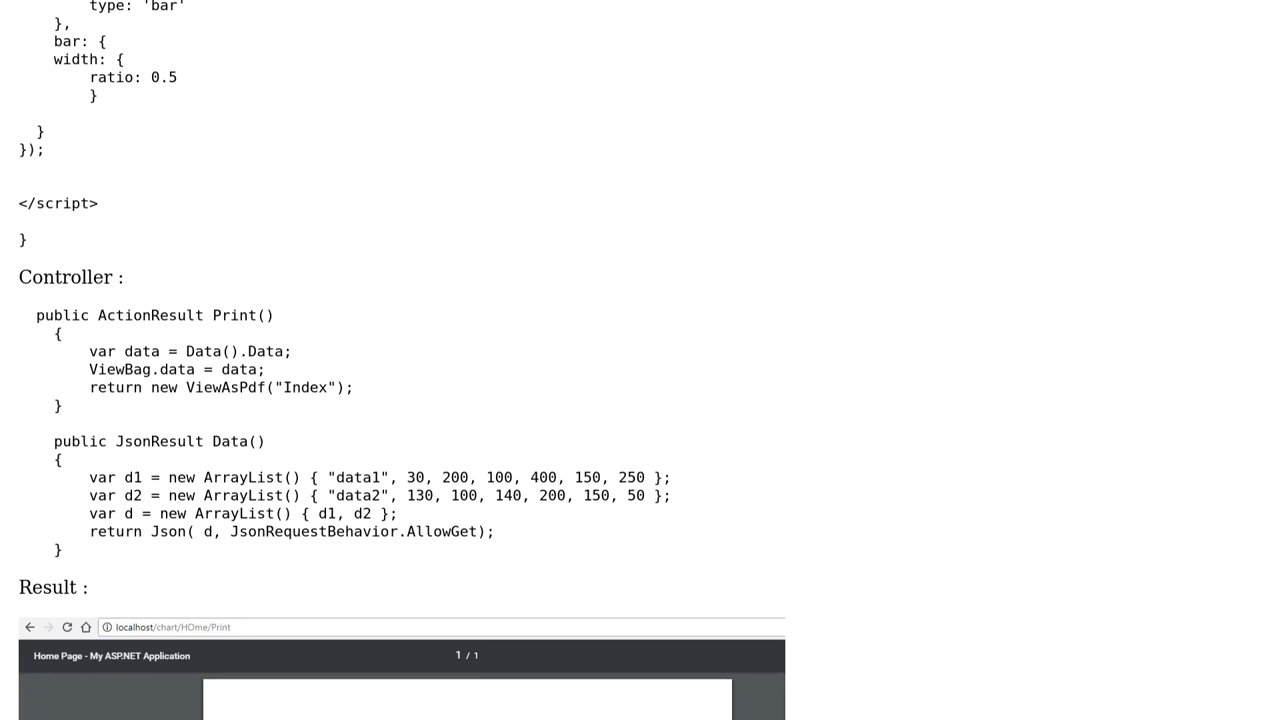 type: 'bar'
},
bar: {
width: {
ratio: 0.5
}
}
});
</script>
}
Controller :
public ActionResult Print()
{
var data = Data().Data;
ViewBag.data = data;
return new ViewAsPdf("Index");
}
public JsonResult Data()
{
var d1 = new ArrayList() { "data1", 30, 200, 100, 400, 150, 250 };
var d2 = new ArrayList() { "data2", 130, 100, 140, 200, 150, 50 };
var d = new ArrayList() { d1, d2 };
return Json( d, JsonRequestBehavior.AllowGet);
}
Result :
localhost/chart/HOme/Print
Home Page - My ASP.NET Application 1 / 1